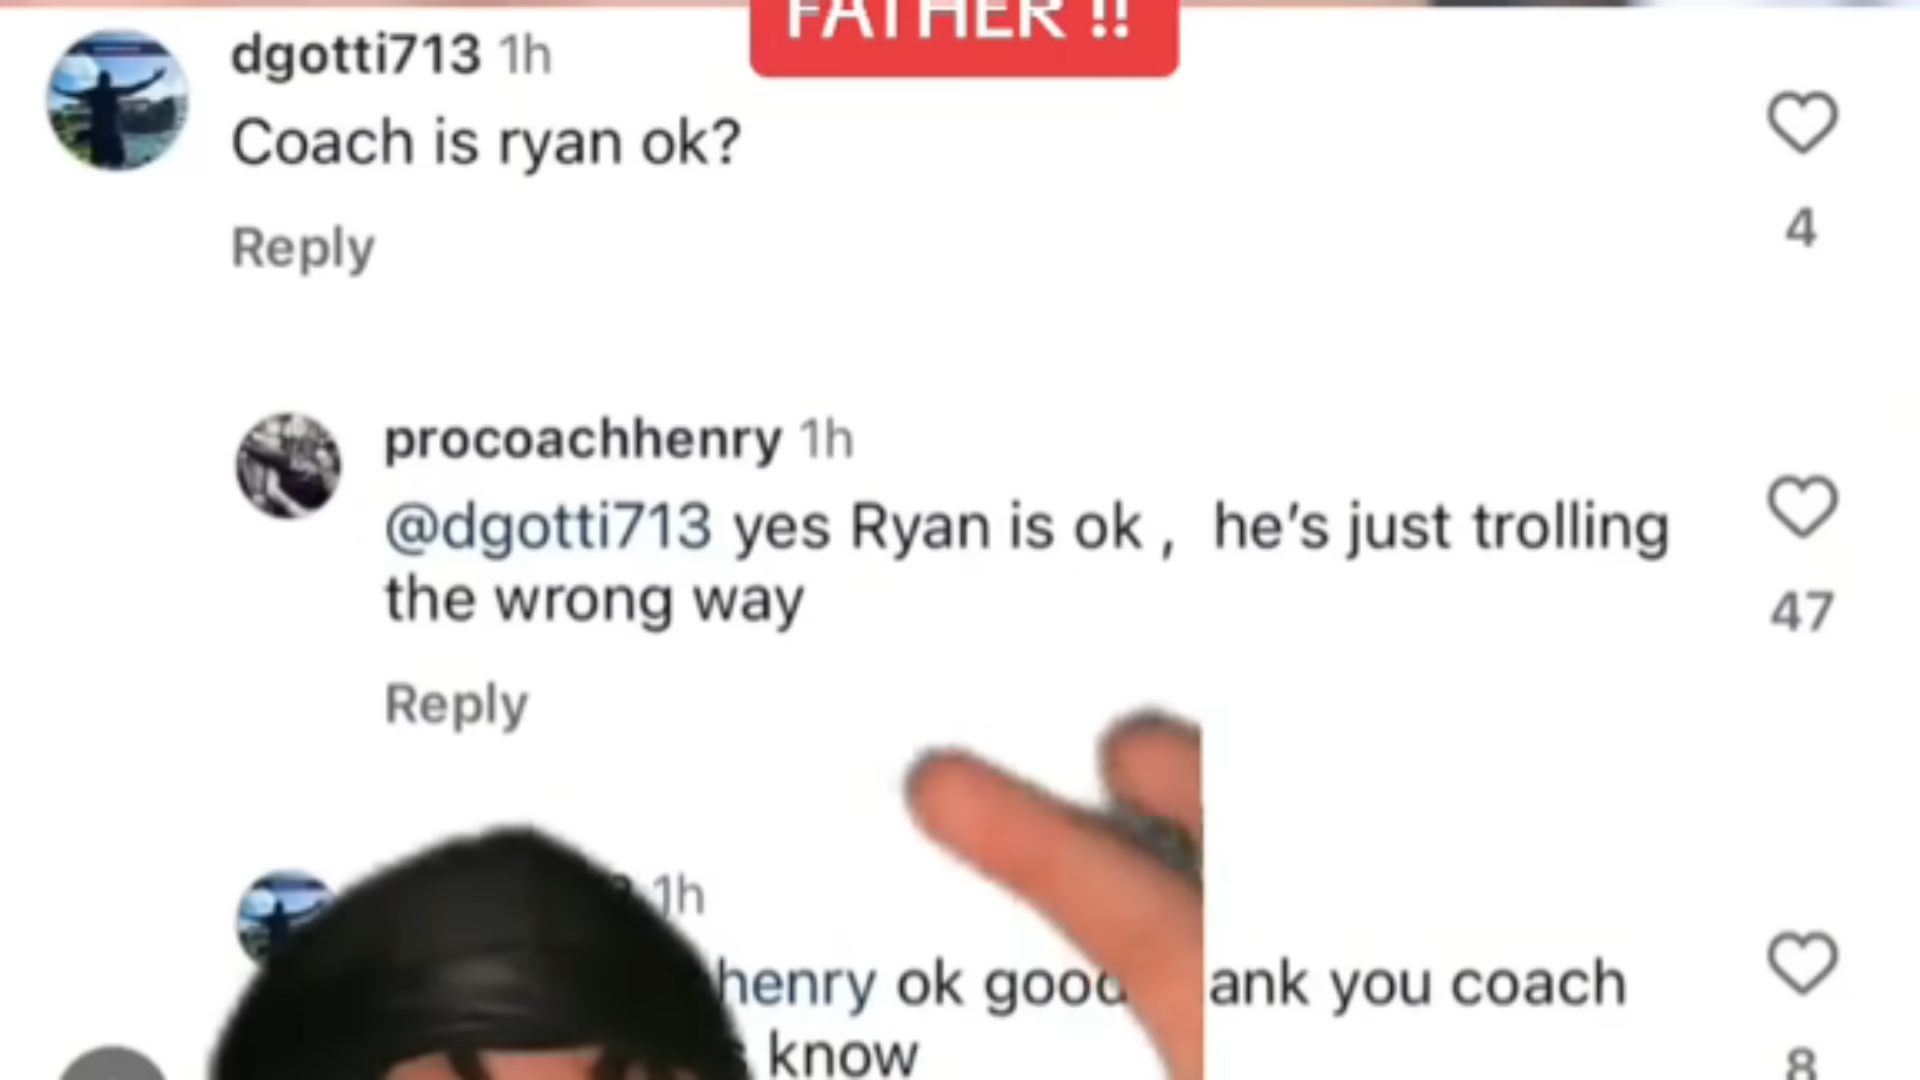 FATHER !!
dgotti713 1h
Coach is ryan ok?
4
Reply
procoachhenry 1h
@dgotti713 yes Ryan is ok , he's just trolling
the wrong way
47
Reply
1h
henry ok good ank you coach
know
8